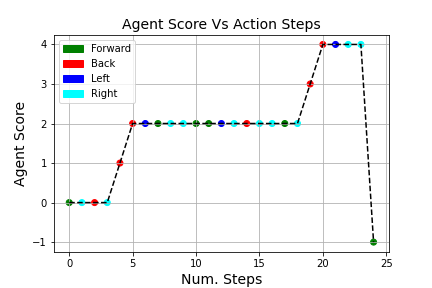 Agent Score Vs Action Steps
Forward
Back
Left
Right
4
3
2
1
0
−1
Agent Score
0 5 10 15 20 25
Num. Steps